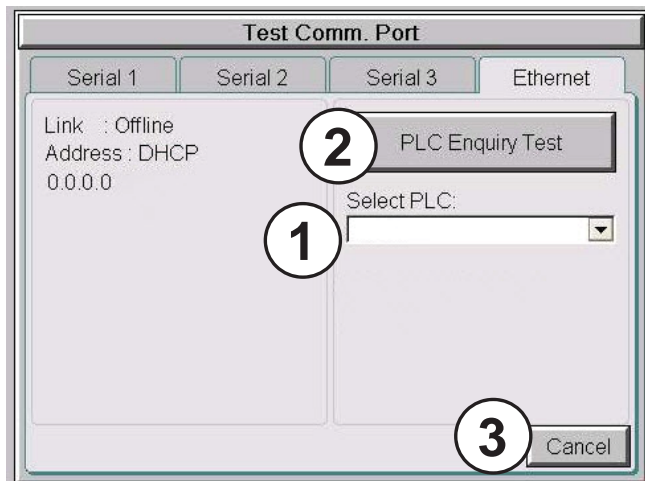 Test Comm. Port
Serial 1 Serial 2 Serial 3 Ethernet
Link : Offline
Address : DHCP
0.0.0.0
2 PLC Enquiry Test
Select PLC:
1
3 Cancel